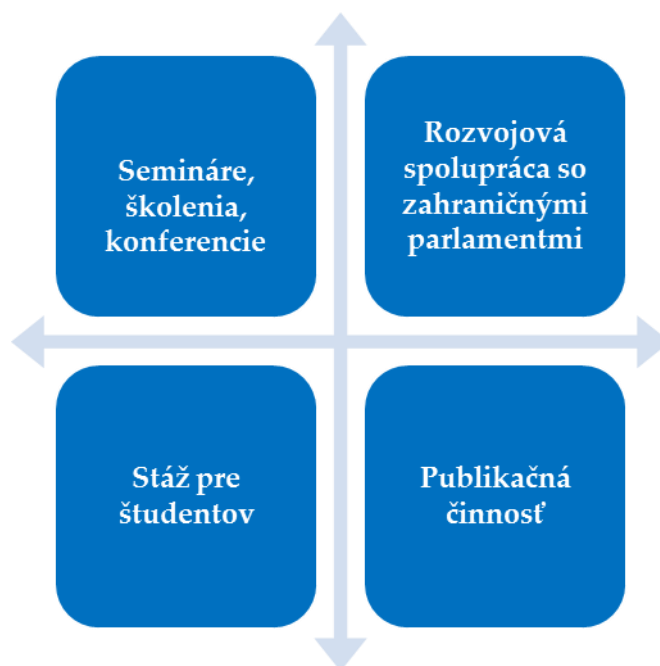 Semináre,
školenia,
konferencie
Rozvojová
spolupráca so
zahraničnými
parlamentmi
Stáž pre
študentov
Publikačná
činnosť